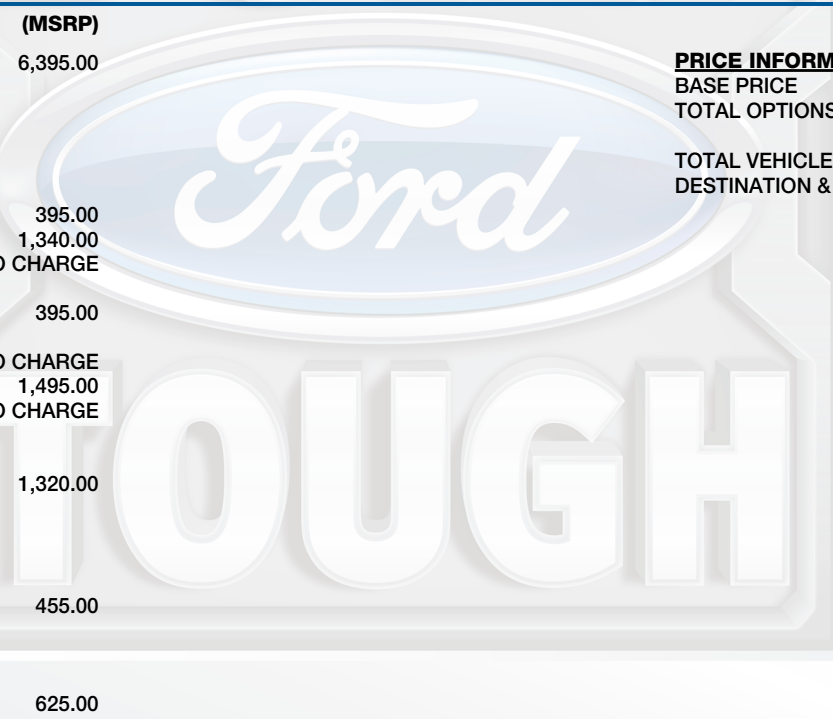 (MSRP)
6,395.00
395.00
1,340.00
O CHARGE
395.00
O CHARGE
1,495.00
O CHARGE
1,320.00
455.00
625.00
PRICE INFORM
BASE PRICE
TOTAL OPTIONS
TOTAL VEHICLE
DESTINATION &
Ford
TOUGH